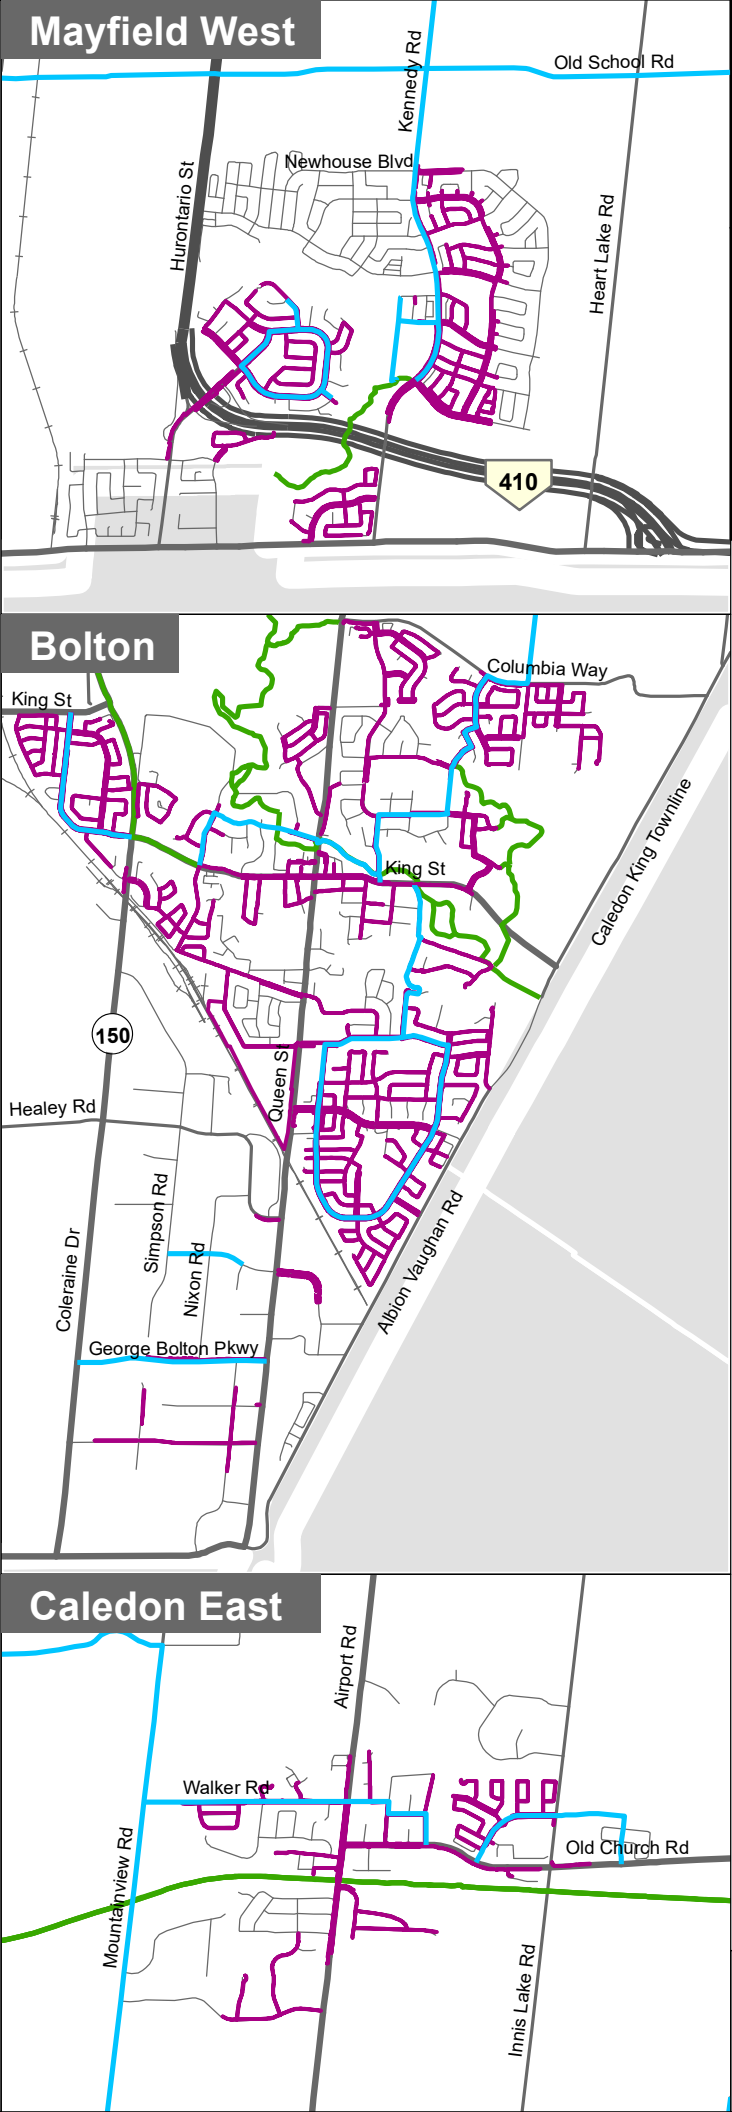 Mayfield West
Kennedy Rd
Old School Rd
Newhouse Blvd
Hurontario St
Heart Lake Rd
410
Bolton
Columbia Way
King St
Caledon King Townline
King St
150
Queen St
Healey Rd
Simpson Rd
Albion Vaughan Rd
Coleraine Dr
Nixon Rd
George Bolton Pkwy
Caledon East
Airport Rd
Walker Rd
Mountainview Rd
Old Church Rd
Innis Lake Rd